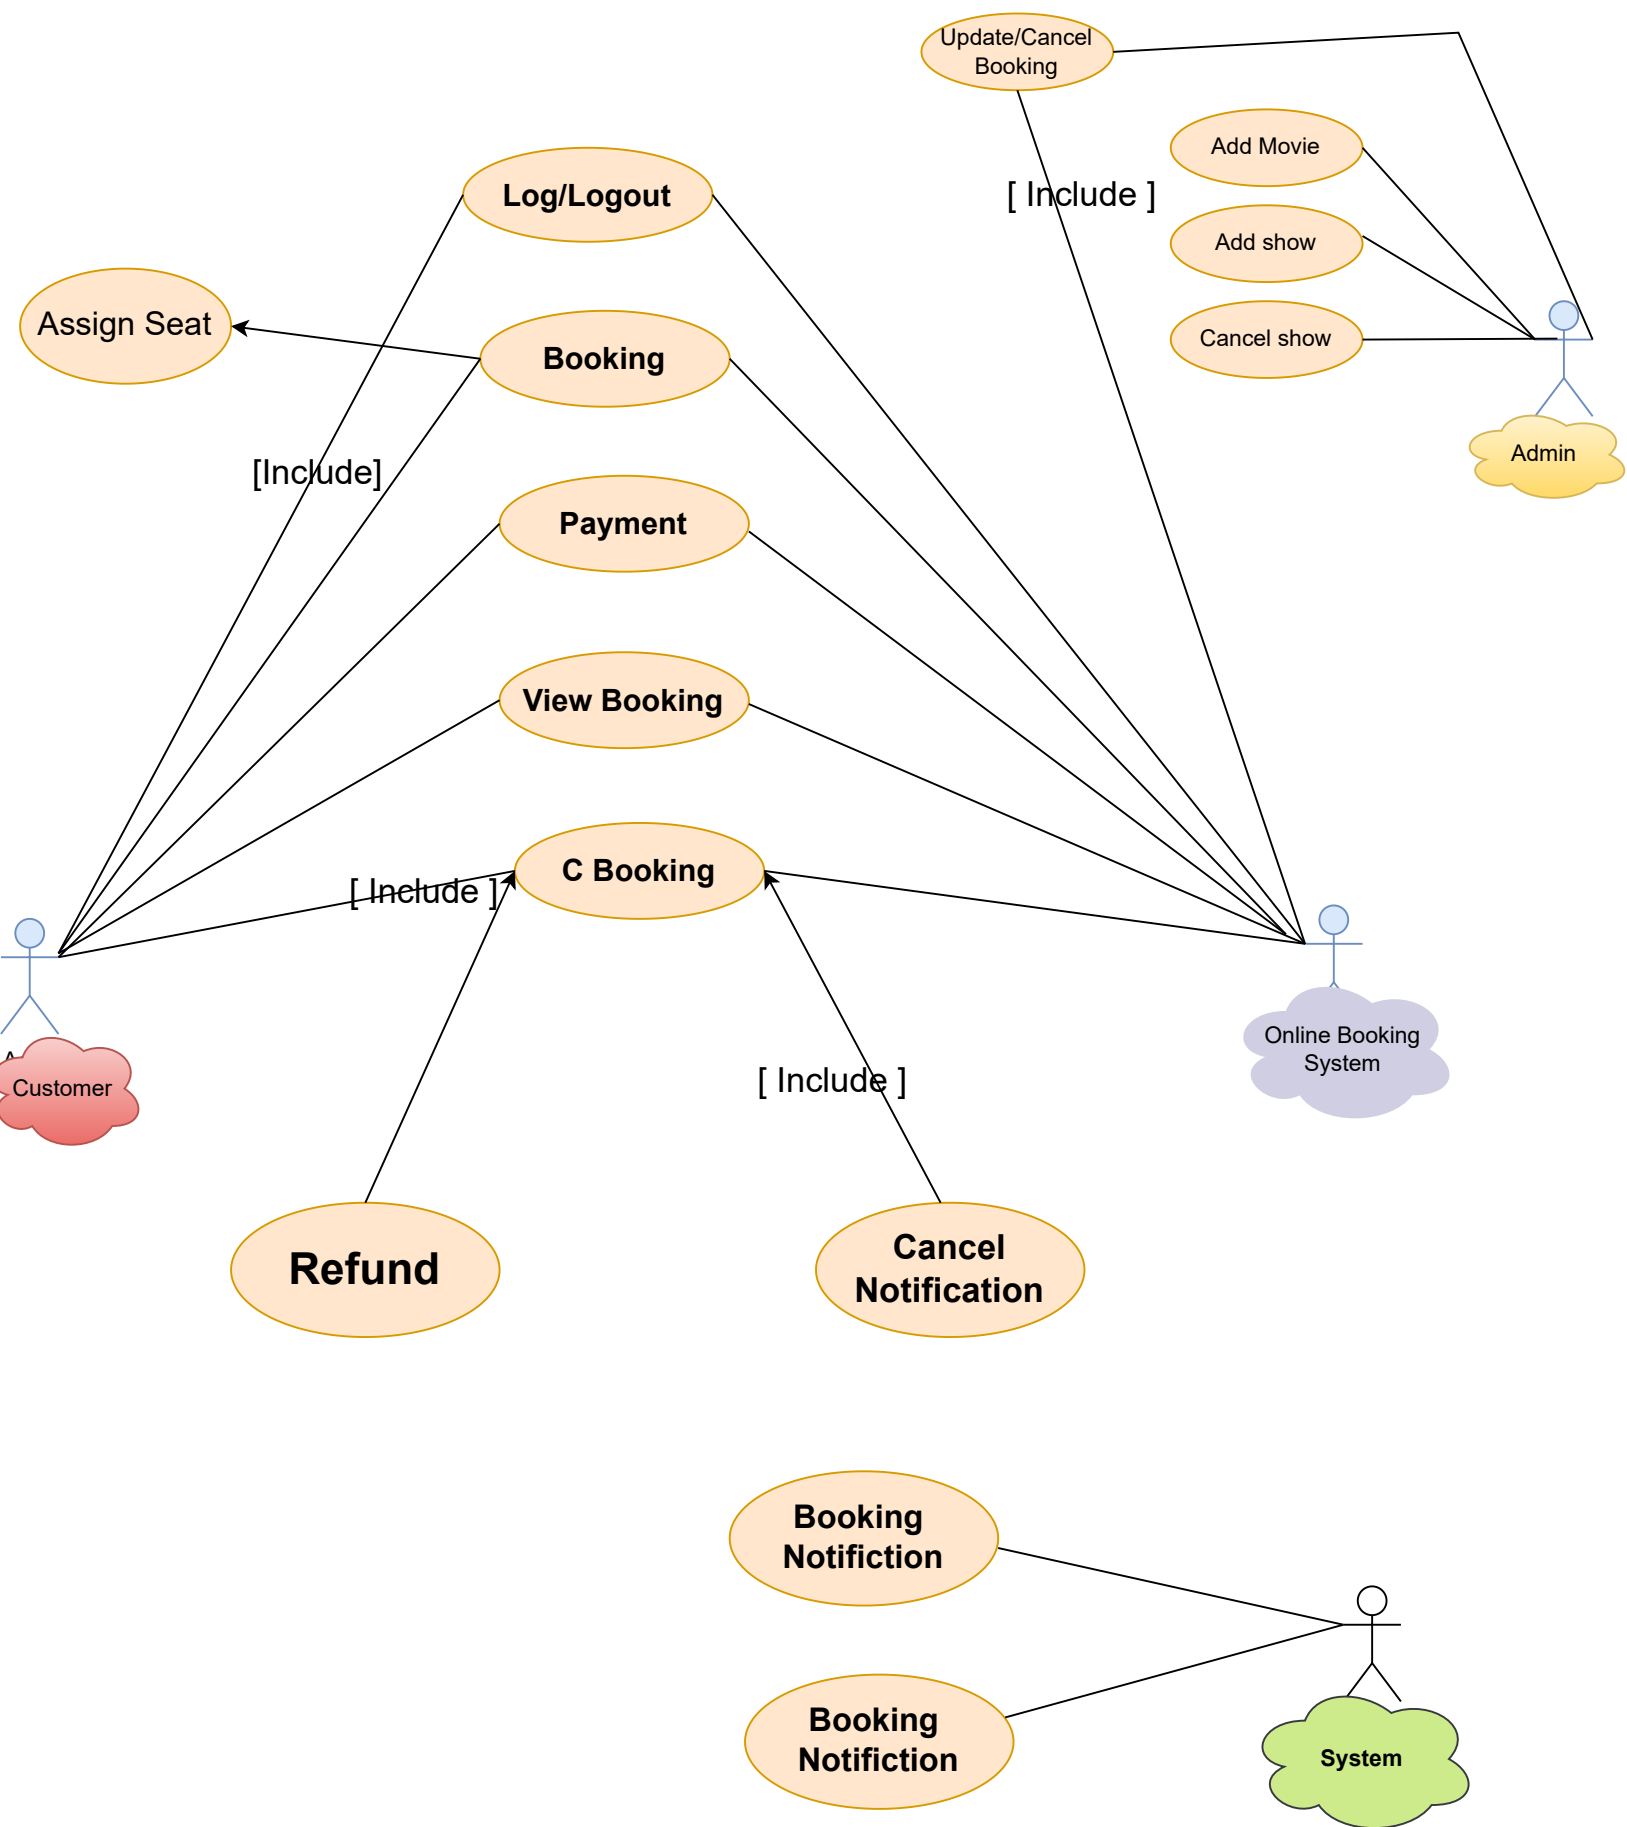 Update/Cancel
Booking
Add Movie
Log/Logout
[ Include ]
Add show
Assign Seat
Cancel show
Booking
Admin
[Include]
Payment
View Booking
C Booking
[ Include ]
Online Booking
System
Customer
[ Include ]
Refund
Cancel
Notification
Booking
Notifiction
Booking
Notifiction
System